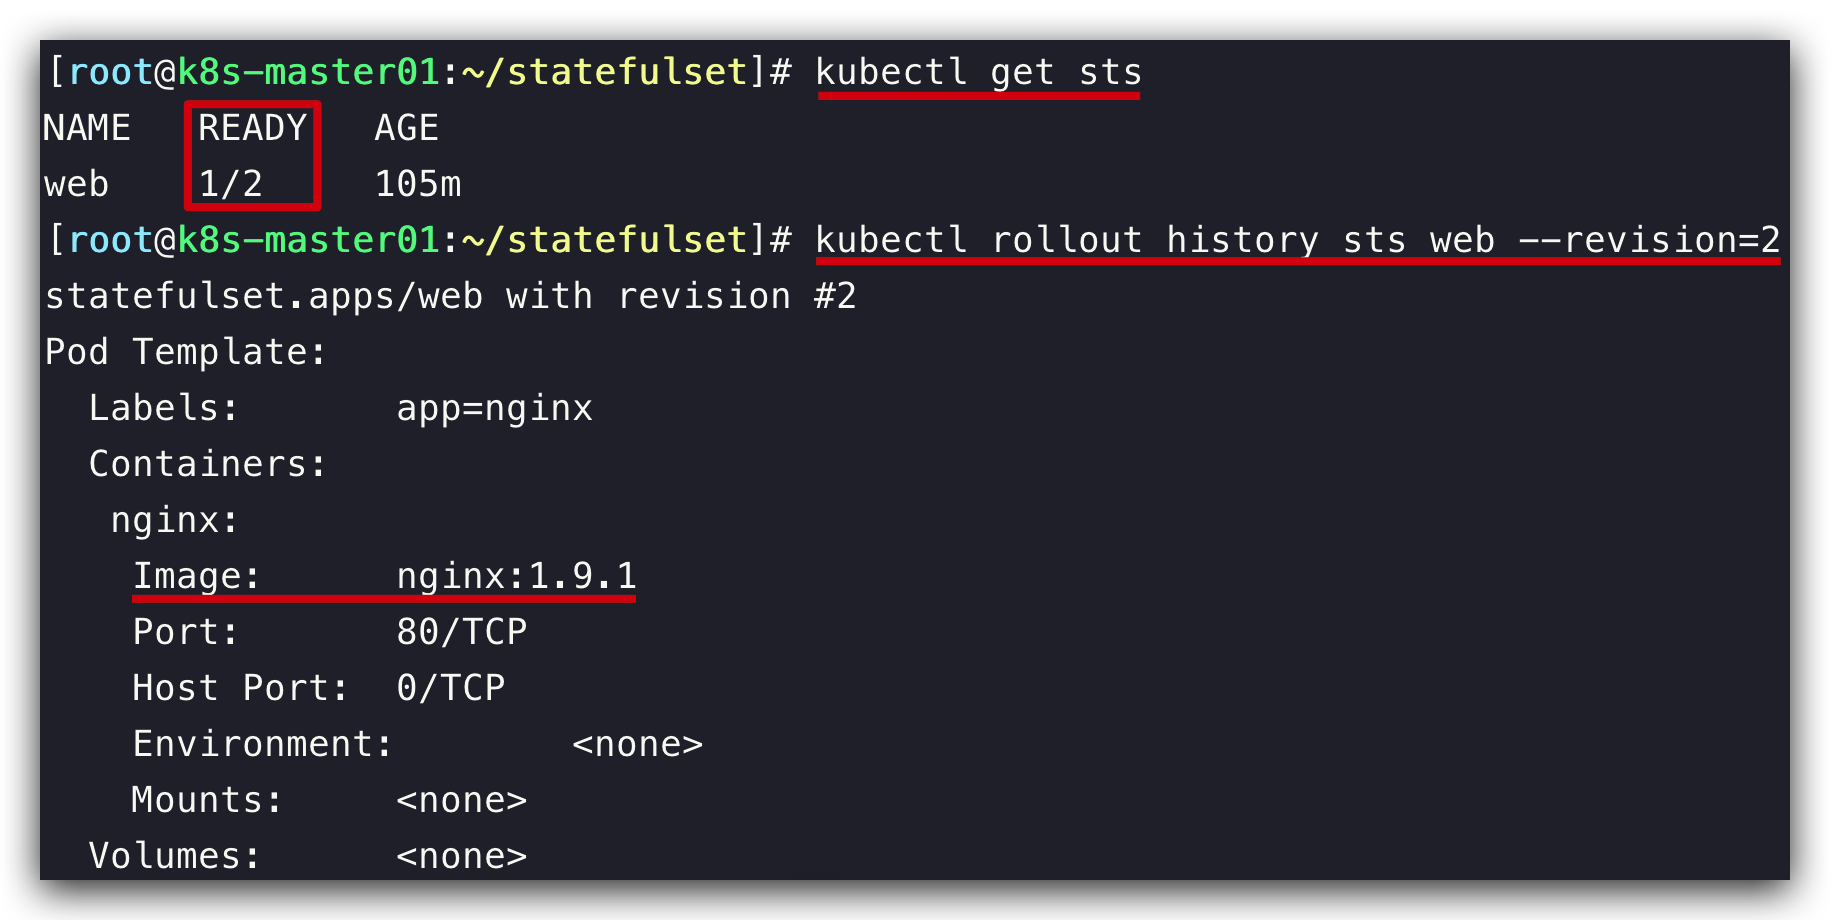 [root@k8s-master01:~/statefulset]# kubectl get sts
NAME   READY   AGE
web    1/2     105m
[root@k8s-master01:~/statefulset]# kubectl rollout history sts web --revision=2
statefulset.apps/web with revision #2
Pod Template:
  Labels:       app=nginx
  Containers:
   nginx:
    Image:      nginx:1.9.1
    Port:       80/TCP
    Host Port:  0/TCP
    Environment:        <none>
    Mounts:     <none>
  Volumes:      <none>